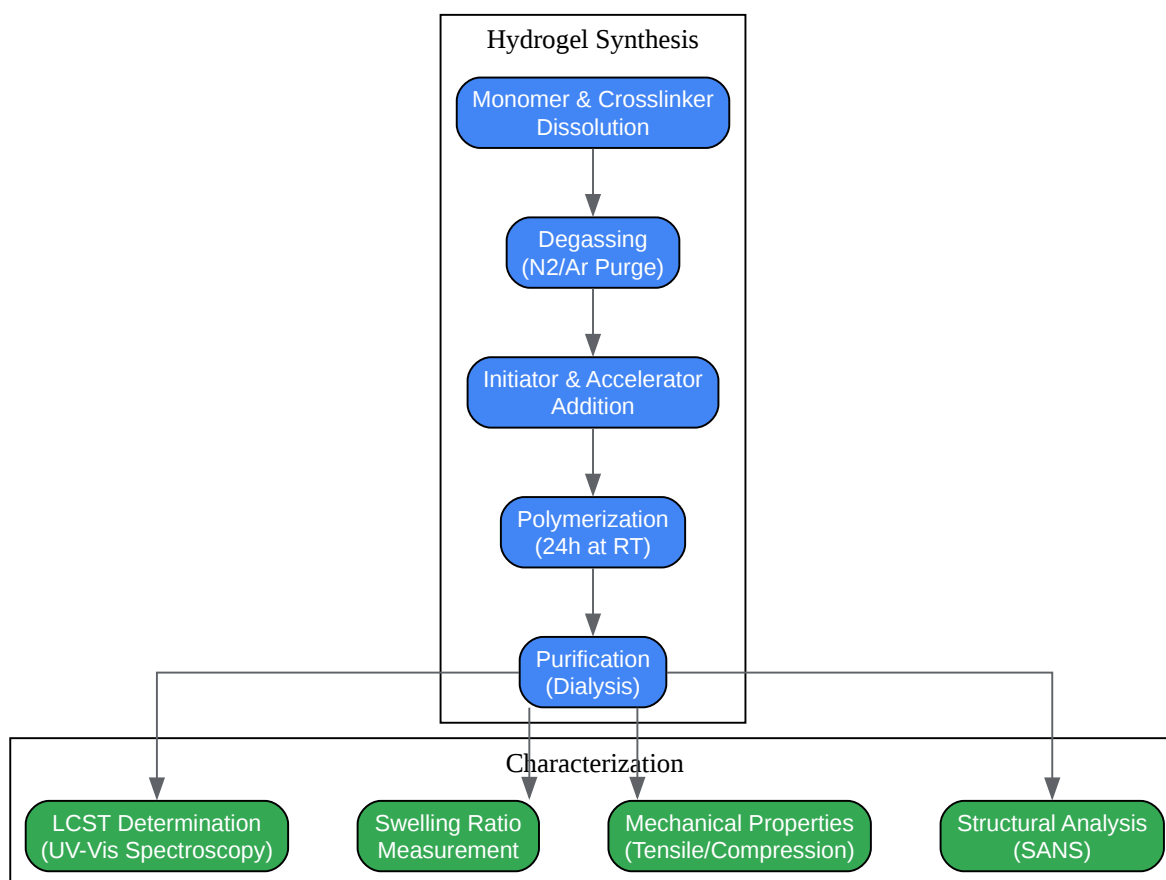 Hydrogel Synthesis
Monomer & Crosslinker
Dissolution
Degassing
(N2/Ar Purge)
Initiator & Accelerator
Addition
Polymerization
(24h at RT)
Purification
(Dialysis)
Characterization
LCST Determination
(UV-Vis Spectroscopy)
Swelling Ratio
Measurement
Mechanical Properties
(Tensile/Compression)
Structural Analysis
(SANS)